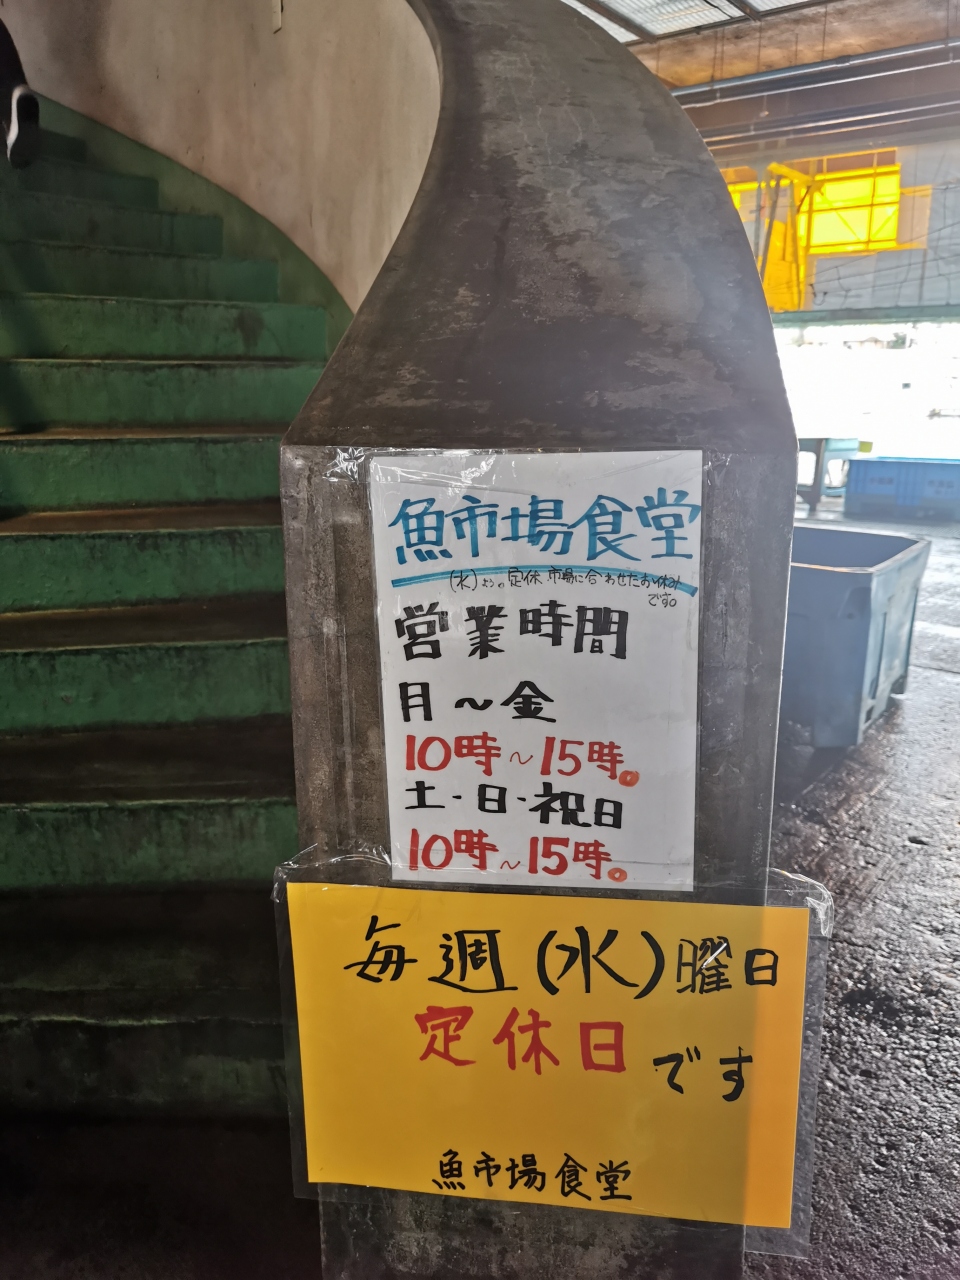 魚市場食堂
(水)よう。定休 市場に合わせたお休み
です。
営業時間
月〜金
10時〜15時。
土・日・祝日
10時〜15時。
毎週(水)曜日
定休日です
魚市場食堂